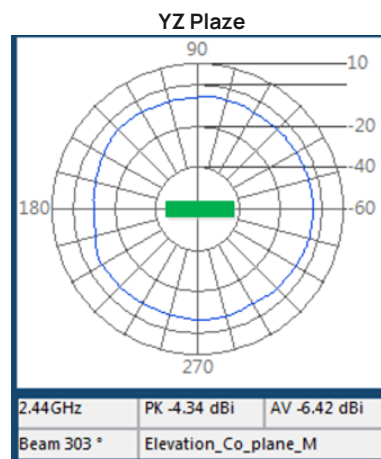 YZ Plaze
90
10
-20
-40
180
-60
270
2.44GHz PK -4.34 dBi AV -6.42 dBi
Beam 303 ° Elevation_Co_plane_M